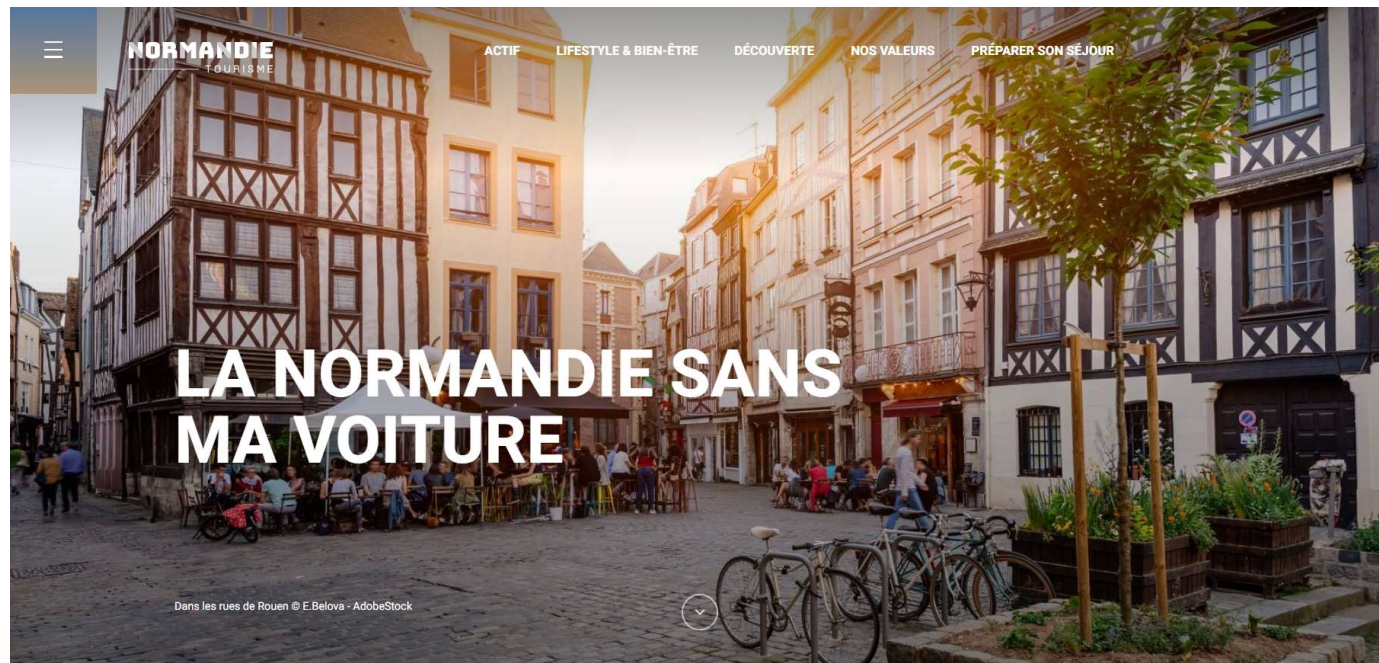 NORMANDIE
TOURISME
ACTIF LIFESTYLE & BIEN-ÊTRE DÉCOUVERTE NOS VALEURS PRÉPARER SON SÉJOUR
LA NORMANDIE SANS
MA VOITURE
Dans les rues de Rouen © E.Belova - AdobeStock